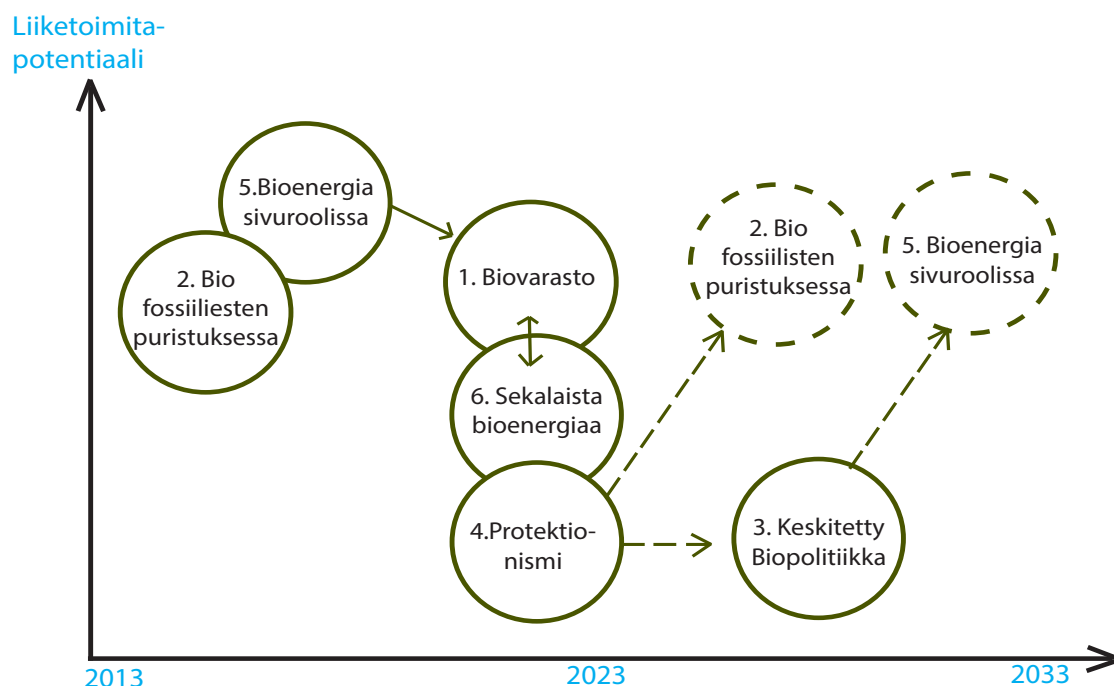 Liiketoimita-
potentiaali
5.Bioenergia
sivuroolissa
2. Bio
fossiiliesten
puristuksessa
1. Biovarasto
6. Sekalaista
bioenergiaa
4.Protektio-
nismi
2. Bio
fossiilisten
puristuksessa
5. Bioenergia
sivuroolissa
3. Keskitetty
Biopolitiikka
2013
2023
2033